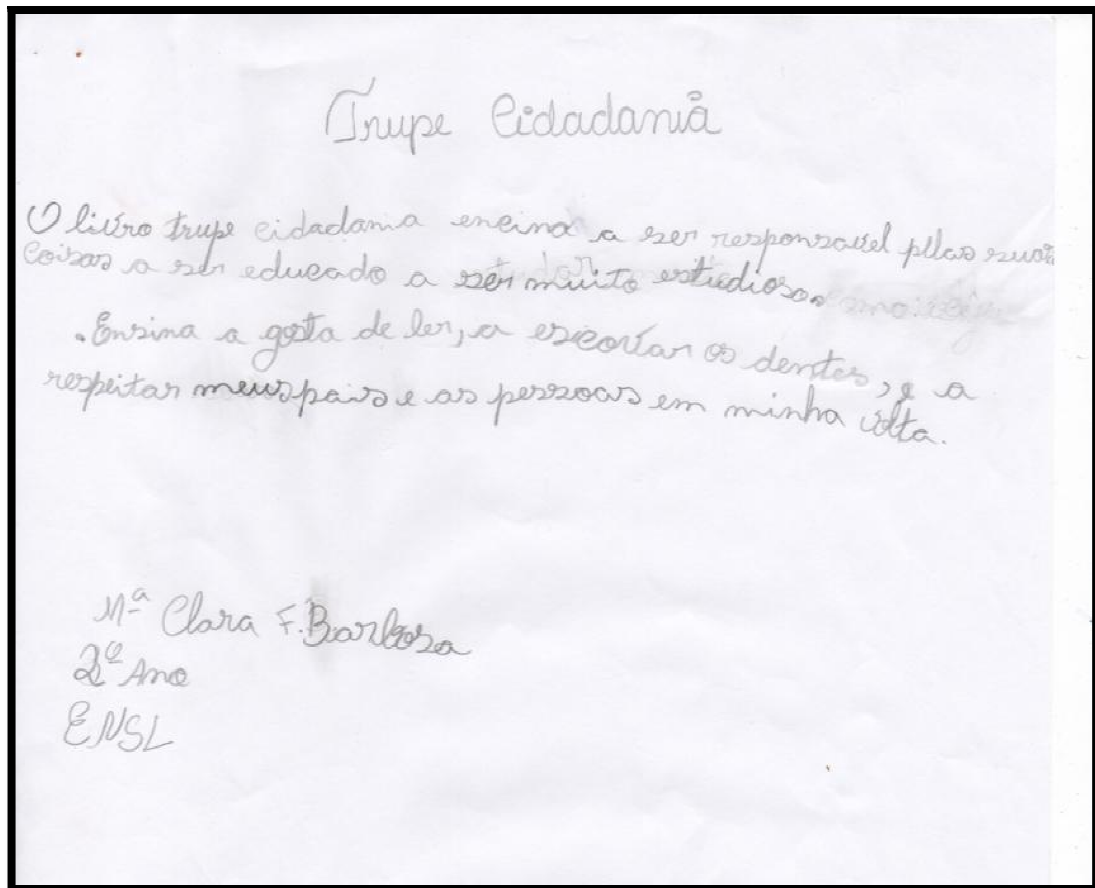 Trupe Cidadania
O livro trupe cidadania encina a ser responsavel pelas suas
coisas a ser educado a ser muito estudioso.
. Ensina a gosta de ler, a escovar os dentes, e a
respeitar meus pais e as pessoas em minha volta.
Mª Clara F. Barbosa
2º Ano
ENSL